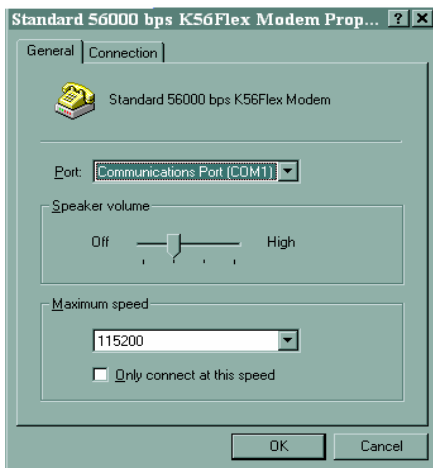 Standard 56000 bps K56Flex Modem Prop...
General Connection
Standard 56000 bps K56Flex Modem
Port: Communications Port (COM1)
Speaker volume
Off High
Maximum speed
115200
Only connect at this speed
OK Cancel